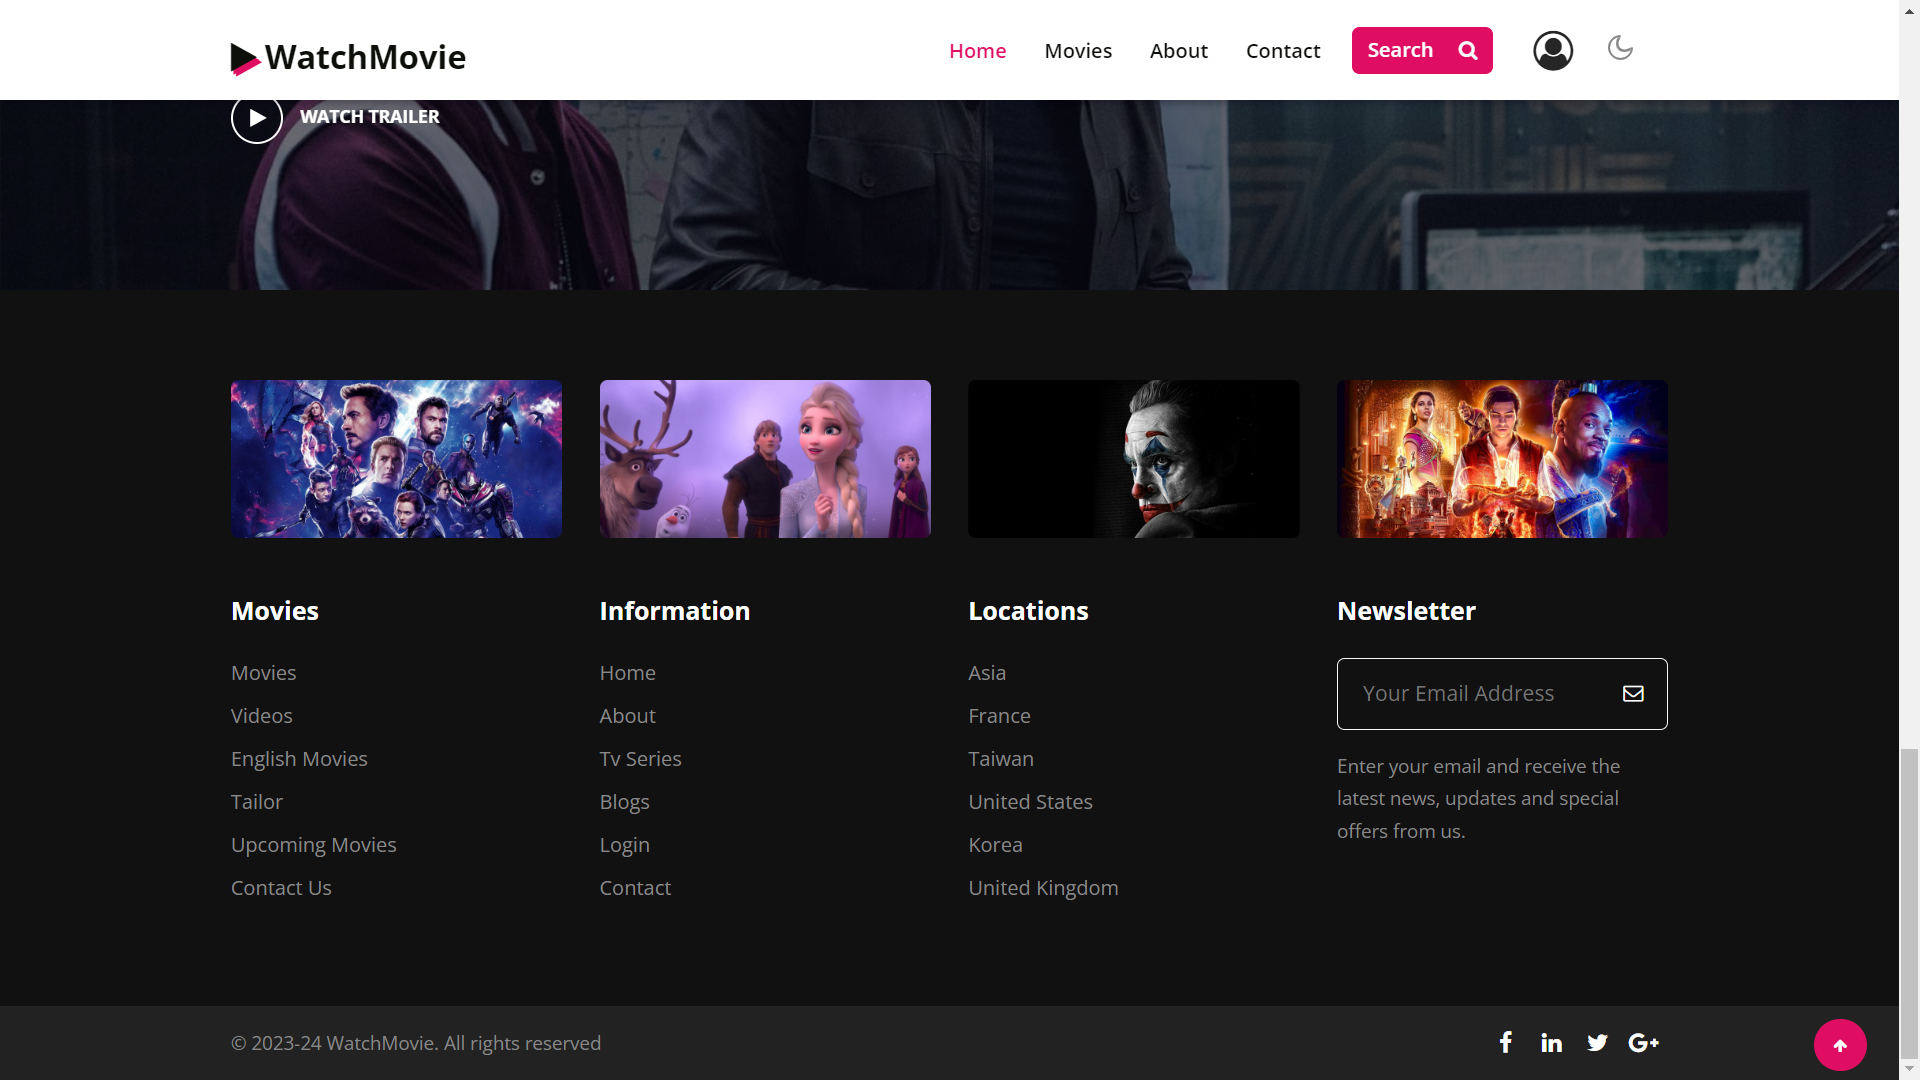 WatchMovie
Home Movies About Contact Search
WATCH TRAILER
Movies
Movies
Videos
English Movies
Tailor
Upcoming Movies
Contact Us
Information
Home
About
Tv Series
Blogs
Login
Contact
Locations
Asia
France
Taiwan
United States
Korea
United Kingdom
Newsletter
Your Email Address
Enter your email and receive the
latest news, updates and special
offers from us.
© 2023-24 WatchMovie. All rights reserved